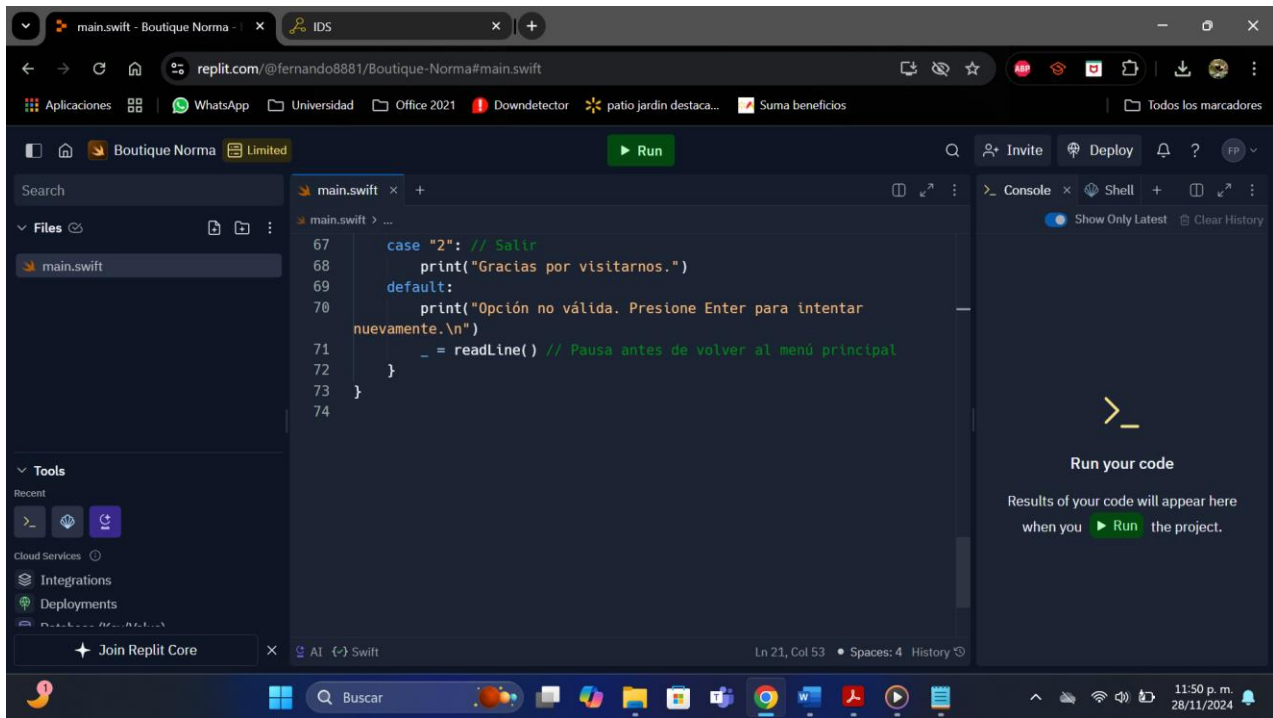 main.swift - Boutique Norma -
IDS
replit.com/@fernando8881/Boutique-Norma#main.swift
ABP
Aplicaciones
WhatsApp
Universidad
Office 2021
Downdetector
patio jardin destaca...
Suma beneficios
Todos los marcadores
Boutique Norma
Limited
Run
Invite
Deploy
?
FP
Search
Files
main.swift
Tools
Recent
Cloud Services
Integrations
Deployments
Database (Key/Value)
Join Replit Core
main.swift
main.swift > ...
67 case "2": // Salir
68 print("Gracias por visitarnos.")
69 default:
70 print("Opción no válida. Presione Enter para intentar
nuevamente.\n")
71 _ = readLine() // Pausa antes de volver al menú principal
72 }
73 }
74
AI Swift
Ln 21, Col 53 • Spaces: 4 History
>_ Console
Shell
Show Only Latest
Clear History
>_
Run your code
Results of your code will appear here
when you Run the project.
1
Buscar
11:50 p. m.
28/11/2024